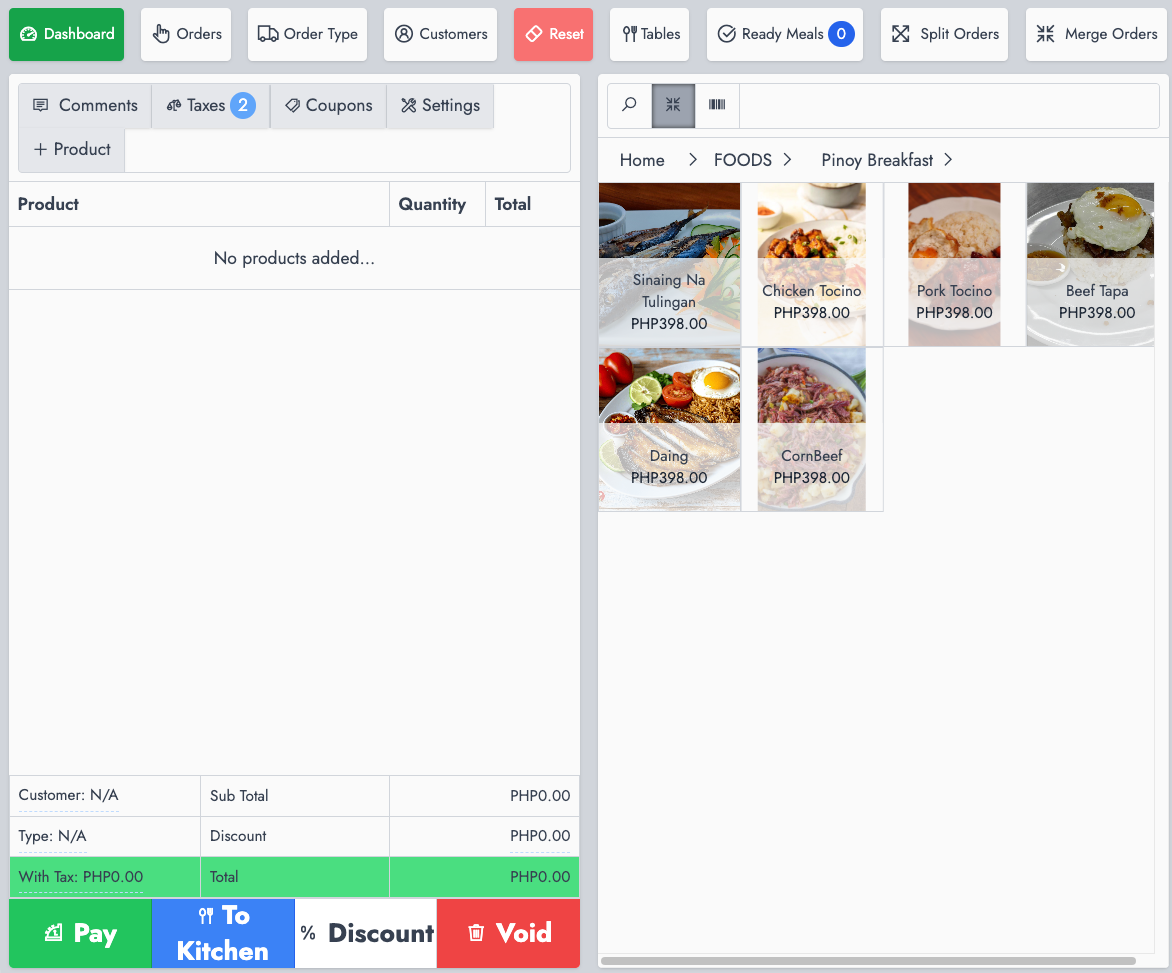 Dashboard
Orders
Order Type
Customers
Reset
Tables
Ready Meals 0
Split Orders
Merge Orders
Comments
Taxes 2
Coupons
Settings
+ Product
Product Quantity Total
No products added...
Customer: N/A Sub Total PHP0.00
Type: N/A Discount PHP0.00
With Tax: PHP0.00 Total PHP0.00
Pay
To
Kitchen
% Discount
Void
Home > FOODS > Pinoy Breakfast >
Sinaing Na
Tulingan
PHP398.00
Chicken Tocino
PHP398.00
Pork Tocino
PHP398.00
Beef Tapa
PHP398.00
Daing
PHP398.00
CornBeef
PHP398.00